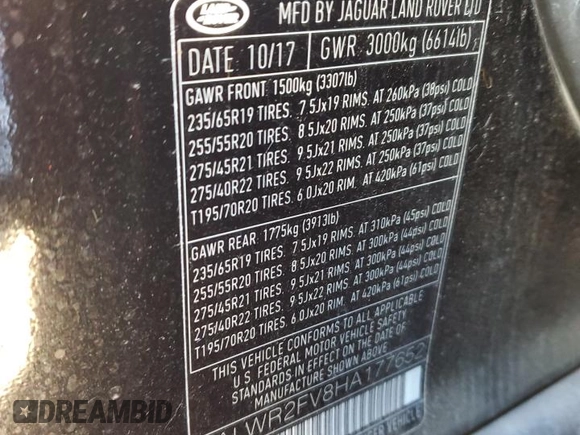 LAND ROVER
MFD BY JAGUAR LAND ROVER L/D
DATE 10/17 GWR 3000kg (6614lb)
GAWR FRONT 1500kg (3307lb)
235/65R19 TIRES. 7 5Jx19 RIMS. AT 260kPa (38psi) COLD
255/55R20 TIRES. 8 5Jx20 RIMS. AT 250kPa (37psi) COLD
275/45R21 TIRES. 9 5Jx21 RIMS. AT 250kPa (37psi) COLD
275/40R22 TIRES. 9 5Jx22 RIMS. AT 250kPa (37psi) COLD
T195/70R20 TIRES. 6 0Jx20 RIM. AT 420kPa (61psi) COLD
GAWR REAR 1775kg (3913lb)
235/65R19 TIRES. 7 5Jx19 RIMS. AT 310kPa (45psi) COLD
255/55R20 TIRES. 8 5Jx20 RIMS. AT 300kPa (44psi) COLD
275/45R21 TIRES. 9 5Jx21 RIMS. AT 300kPa (44psi) COLD
275/40R22 TIRES. 9 5Jx22 RIMS. AT 300kPa (44psi) COLD
T195/70R20 TIRES. 6 0Jx20 RIM. AT 420kPa (61psi) COLD
THIS VEHICLE CONFORMS TO ALL APPLICABLE
U S FEDERAL MOTOR VEHICLE SAFETY
STANDARDS IN EFFECT ON THE DATE OF
MANUFACTURE SHOWN ABOVE.
LWR2FV8HA177652
AUTOBIDMASTER